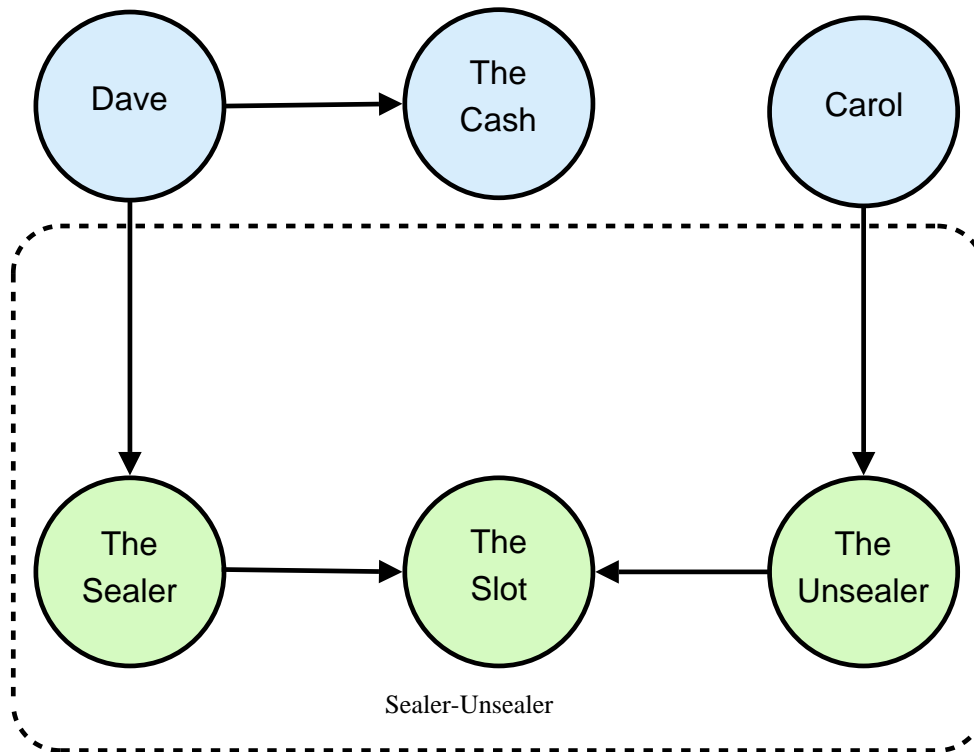 Dave
The
Cash
Carol
The
Sealer
The
Slot
The
Unsealer
Sealer-Unsealer